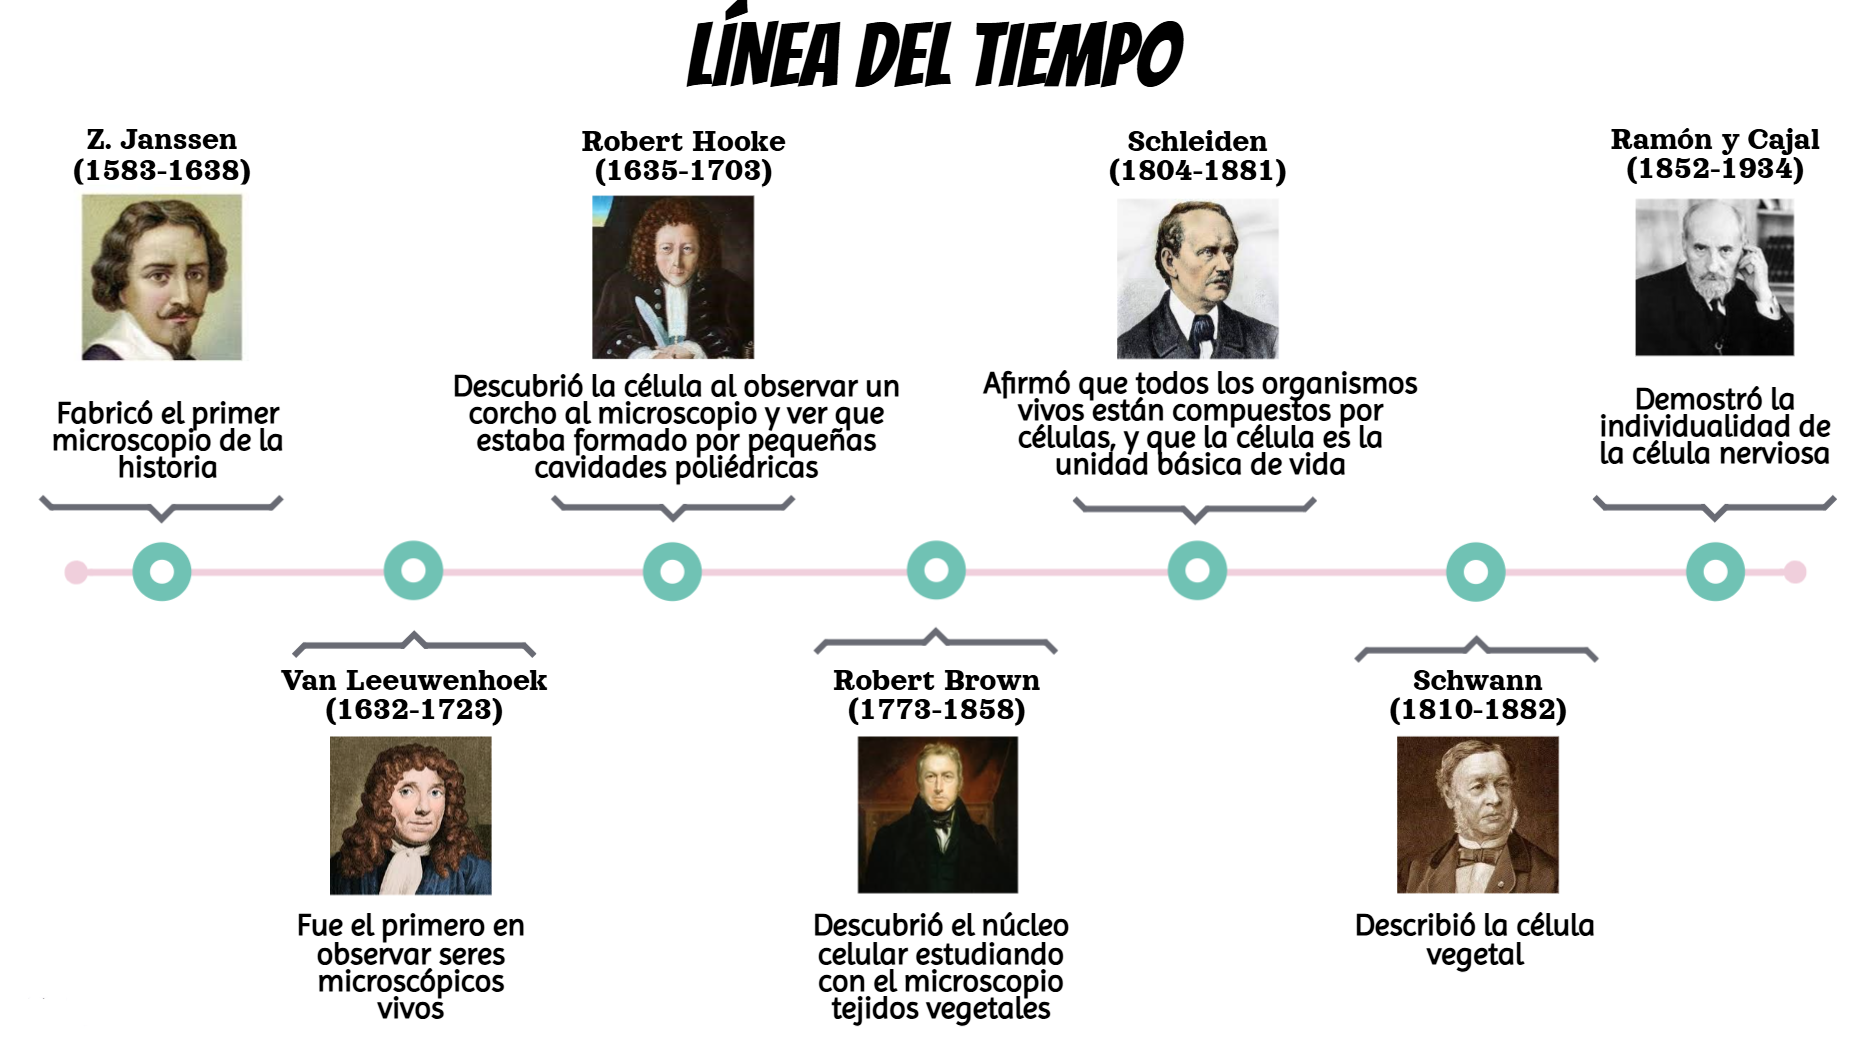 LÍNEA DEL TIEMPO
Z. Janssen
(1583-1638)
Fabricó el primer
microscopio de la
historia
Van Leeuwenhoek
(1632-1723)
Fue el primero en
observar seres
microscópicos
vivos
Robert Hooke
(1635-1703)
Descubrió la célula al observar un
corcho al microscopio y ver que
estaba formado por pequeñas
cavidades poliédricas
Robert Brown
(1773-1858)
Descubrió el núcleo
celular estudiando
con el microscopio
tejidos vegetales
Schleiden
(1804-1881)
Afirmó que todos los organismos
vivos están compuestos por
células, y que la célula es la
unidad básica de vida
Schwann
(1810-1882)
Describió la célula
vegetal
Ramón y Cajal
(1852-1934)
Demostró la
individualidad de
la célula nerviosa